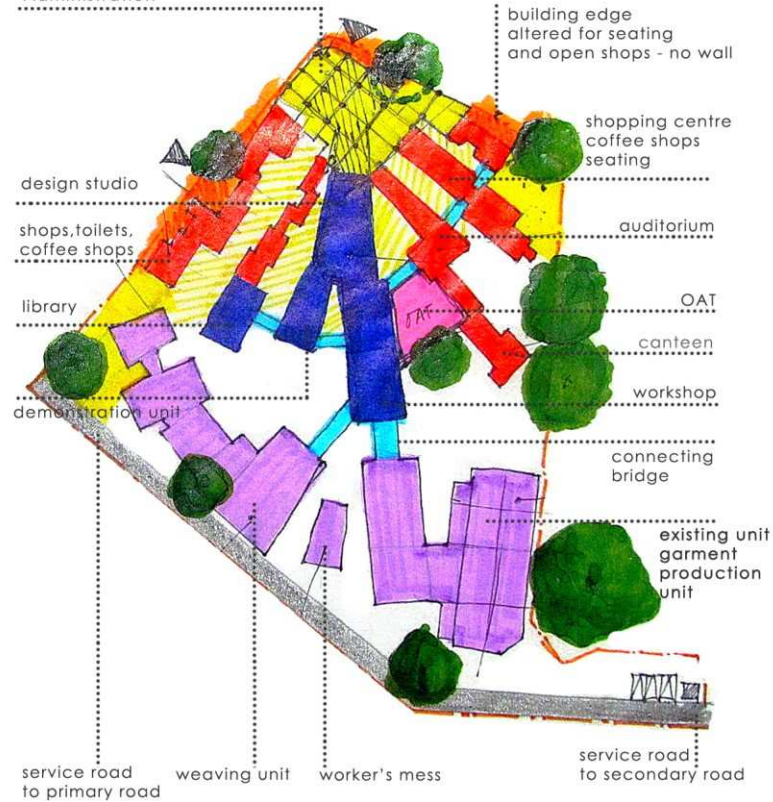 building edge
altered for seating
and open shops - no wall
shopping centre
coffee shops
seating
design studio
shops,toilets,
coffee shops
auditorium
library
OAT
OAT
canteen
demonstration unit
workshop
connecting
bridge
existing unit
garment
production
unit
service road
to primary road
weaving unit
worker's mess
service road
to secondary road